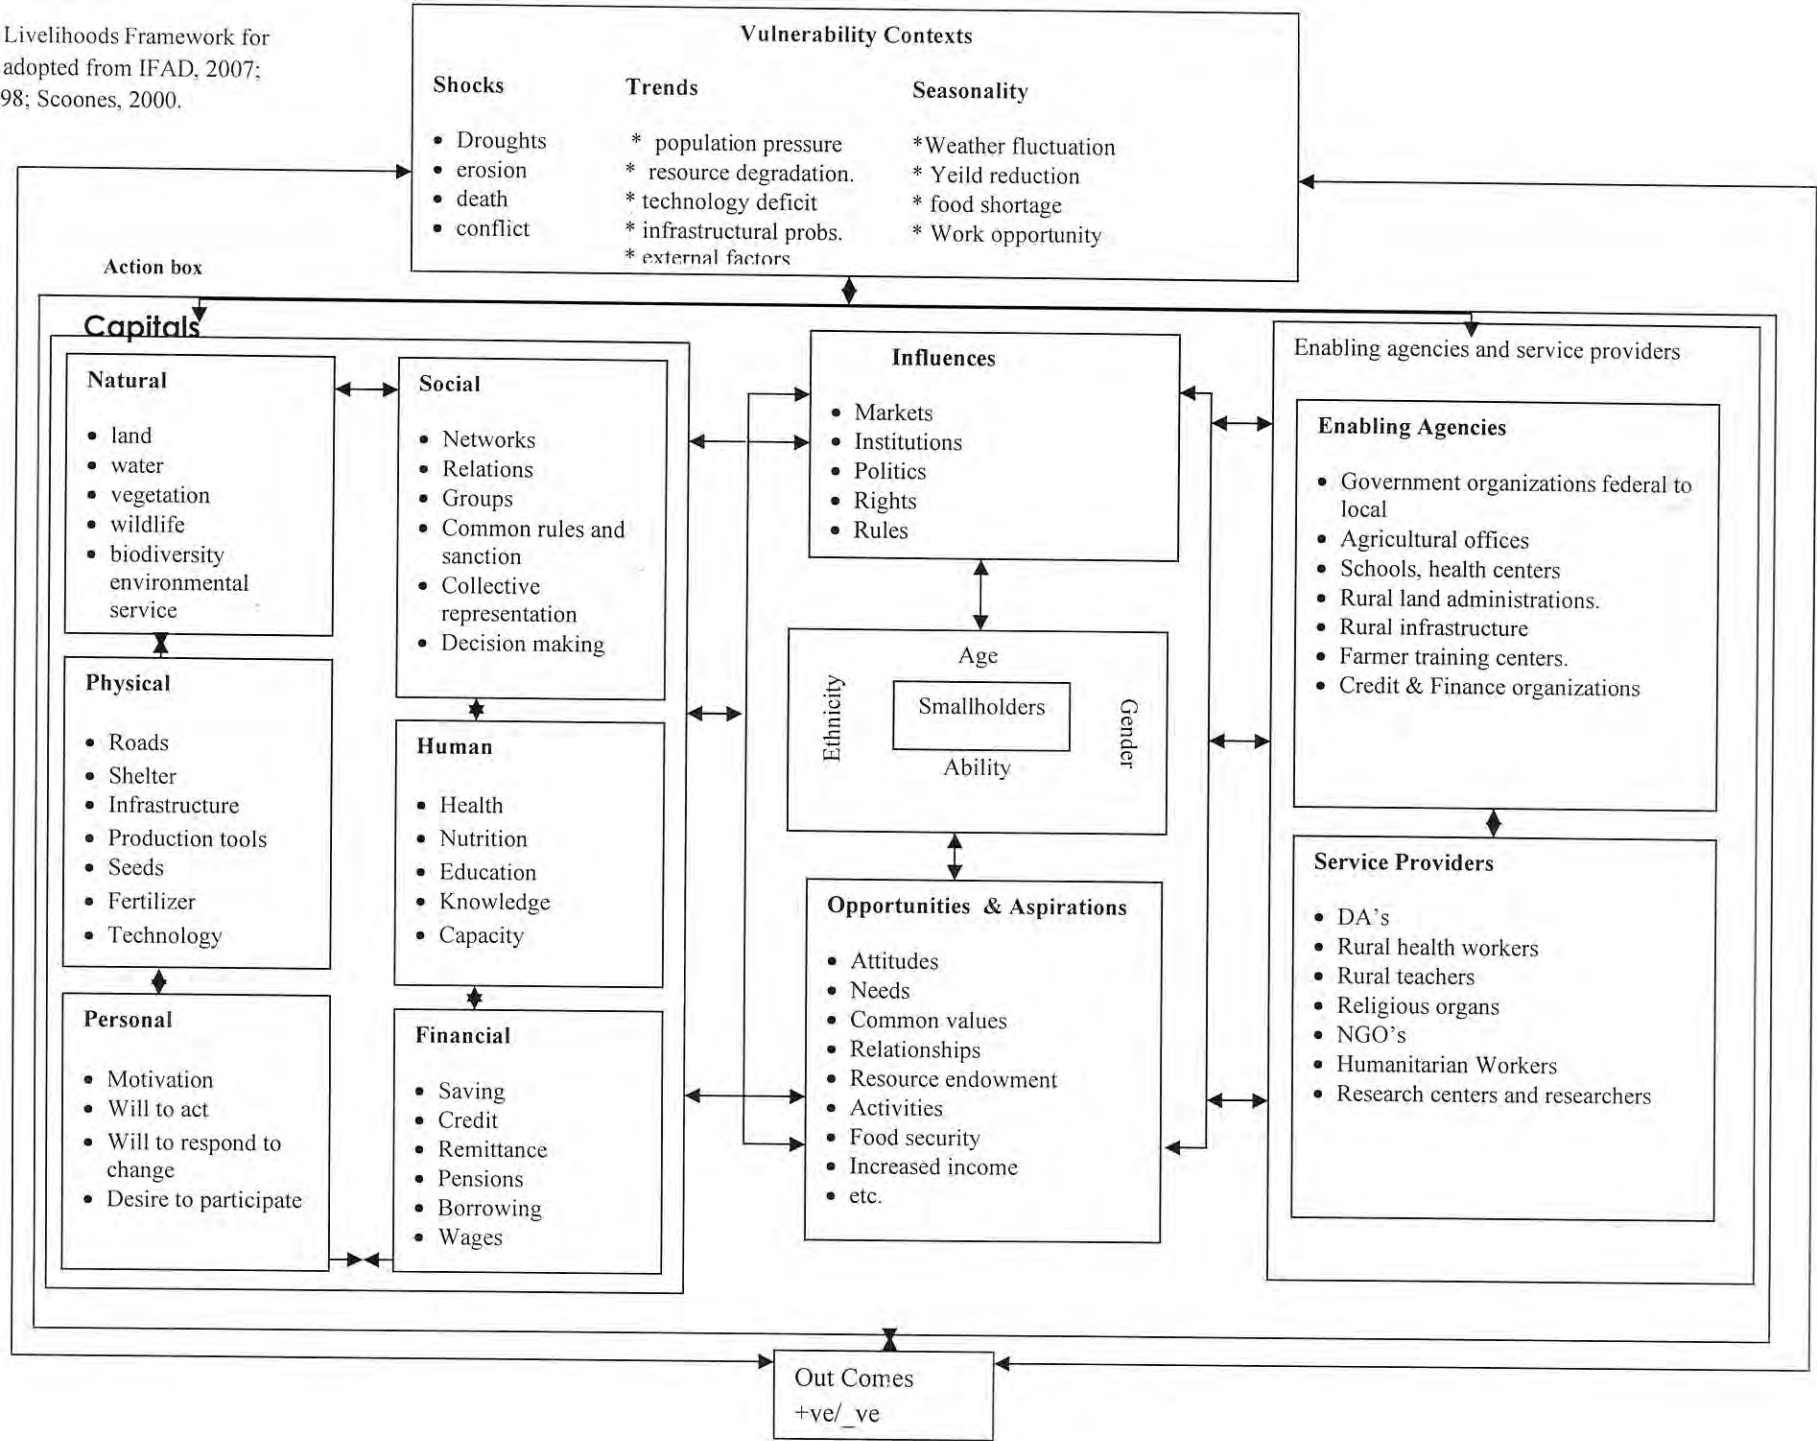 Livelihoods Framework for
adopted from IFAD, 2007;
98; Scoones, 2000.
Vulnerability Contexts
Shocks
• Droughts
• erosion
• death
• conflict
Trends
* population pressure
* resource degradation.
* technology deficit
* infrastructural probs.
* external factors
Seasonality
*Weather fluctuation
* Yeild reduction
* food shortage
* Work opportunity
Action box
Capitals
Natural
• land
• water
• vegetation
• wildlife
• biodiversity
environmental
service
Physical
• Roads
• Shelter
• Infrastructure
• Production tools
• Seeds
• Fertilizer
• Technology
Personal
• Motivation
• Will to act
• Will to respond to
change
• Desire to participate
Social
• Networks
• Relations
• Groups
• Common rules and
sanction
• Collective
representation
• Decision making
Human
• Health
• Nutrition
• Education
• Knowledge
• Capacity
Financial
• Saving
• Credit
• Remittance
• Pensions
• Borrowing
• Wages
Influences
• Markets
• Institutions
• Politics
• Rights
• Rules
Age
Ethnicity
Smallholders
Gender
Ability
Opportunities & Aspirations
• Attitudes
• Needs
• Common values
• Relationships
• Resource endowment
• Activities
• Food security
• Increased income
• etc.
Enabling agencies and service providers
Enabling Agencies
• Government organizations federal to
local
• Agricultural offices
• Schools, health centers
• Rural land administrations.
• Rural infrastructure
• Farmer training centers.
• Credit & Finance organizations
Service Providers
• DA's
• Rural health workers
• Rural teachers
• Religious organs
• NGO's
• Humanitarian Workers
• Research centers and researchers
Out Comes
+ve/_ve